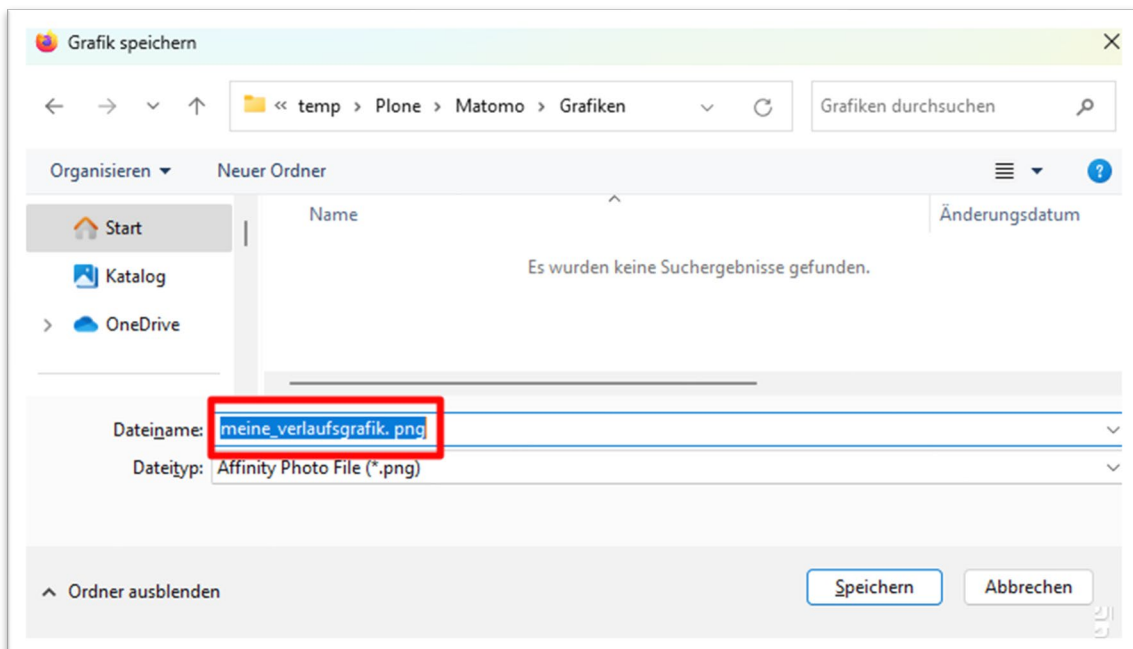 Grafik speichern
« temp > Plone > Matomo > Grafiken
Grafiken durchsuchen
Organisieren
Neuer Ordner
Start
Katalog
OneDrive
Name
Änderungsdatum
Es wurden keine Suchergebnisse gefunden.
Dateiname: meine_verlaufsgrafik. png
Dateityp: Affinity Photo File (*.png)
Ordner ausblenden
Speichern
Abbrechen